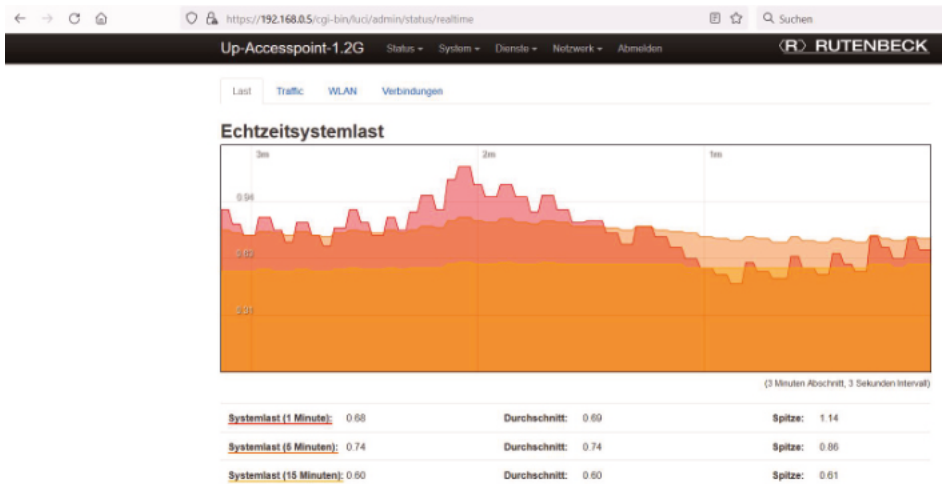 https://192.168.0.5/cgi-bin/luci/admin/status/realtime
Suchen
Up-Accesspoint-1.2G Status System Dienste Netzwerk Abmelden
(R) RUTENBECK
Last Traffic WLAN Verbindungen
Echtzeitsystemlast
3m 2m 1m
0.94
0.63
0.31
(3 Minuten Abschnitt, 3 Sekunden Intervall)
Systemlast (1 Minute): 0.68 Durchschnitt: 0.69 Spitze: 1.14
Systemlast (5 Minuten): 0.74 Durchschnitt: 0.74 Spitze: 0.86
Systemlast (15 Minuten): 0.60 Durchschnitt: 0.60 Spitze: 0.61